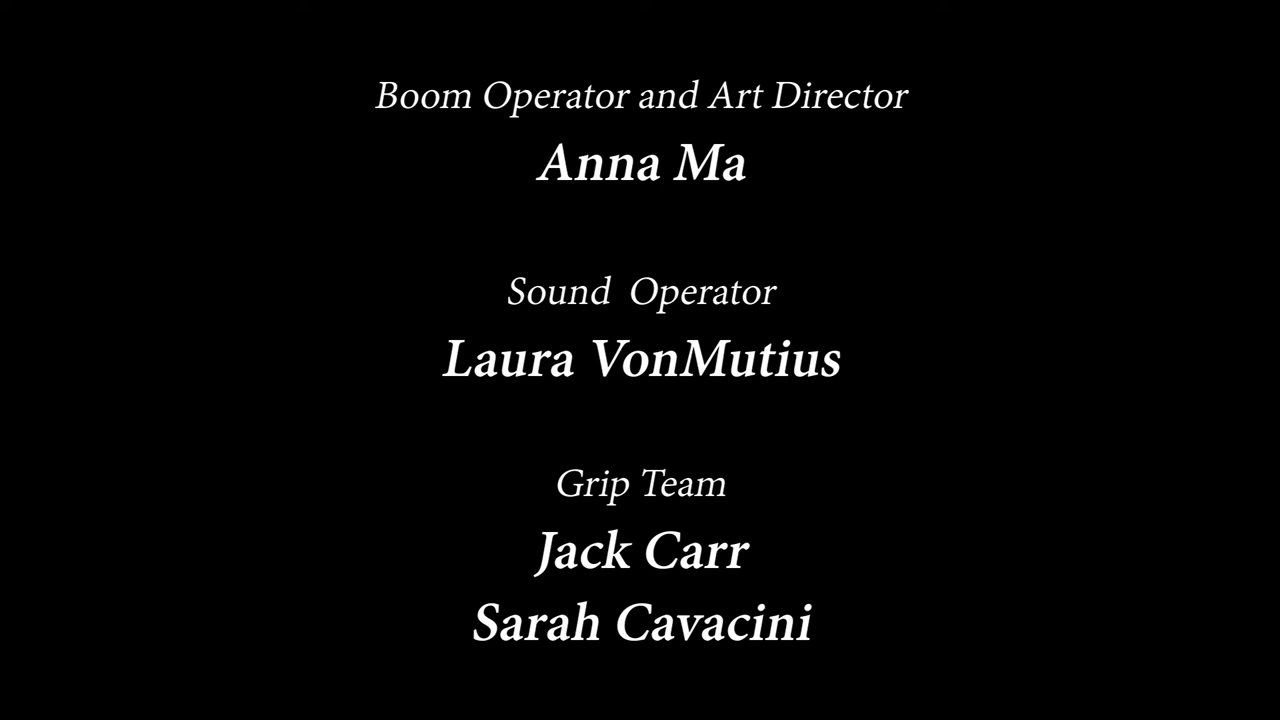 Boom Operator and Art Director
Anna Ma
Sound  Operator
Laura VonMutius
Grip Team
Jack Carr
Sarah Cavacini